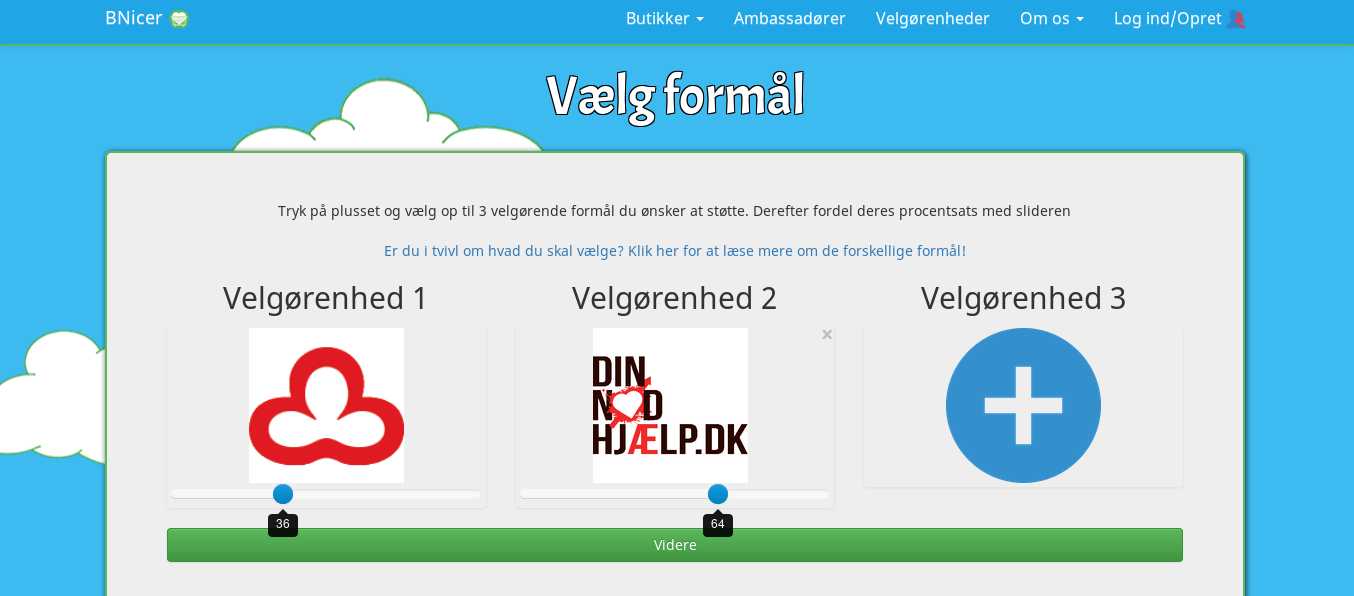 BNicer
Butikker
Ambassadører
Velgørenheder
Om os
Log ind/Opret
Vælg formål
Tryk på plusset og vælg op til 3 velgørende formål du ønsker at støtte. Derefter fordel deres procentsats med slideren
Er du i tvivl om hvad du skal vælge? Klik her for at læse mere om de forskellige formål!
Velgørenhed 1
Velgørenhed 2
Velgørenhed 3
×
DIN
NØD
HJÆLP.DK
36
64
Videre